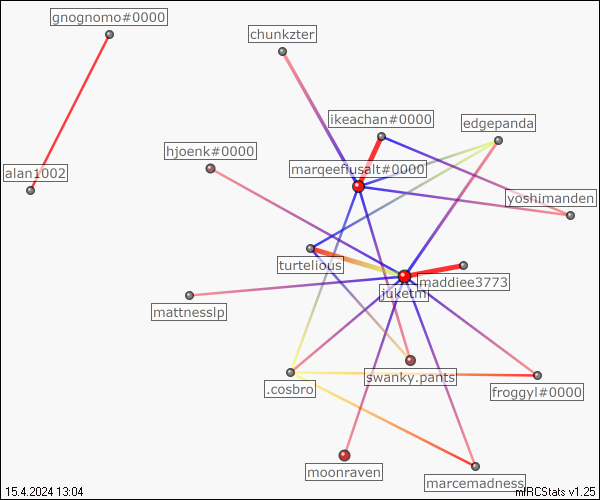 gnognomo#0000
chunkzter
ikeachan#0000
edgepanda
hjoenk#0000
marqeefiusalt#0000
alan1002
yoshimanden
turtelious
maddiee3773
juketm
mattnesslp
swanky.pants
.cosbro
froggyl#0000
moonraven
marcemadness
15.4.2024 13:04
mIRCStats v1.25